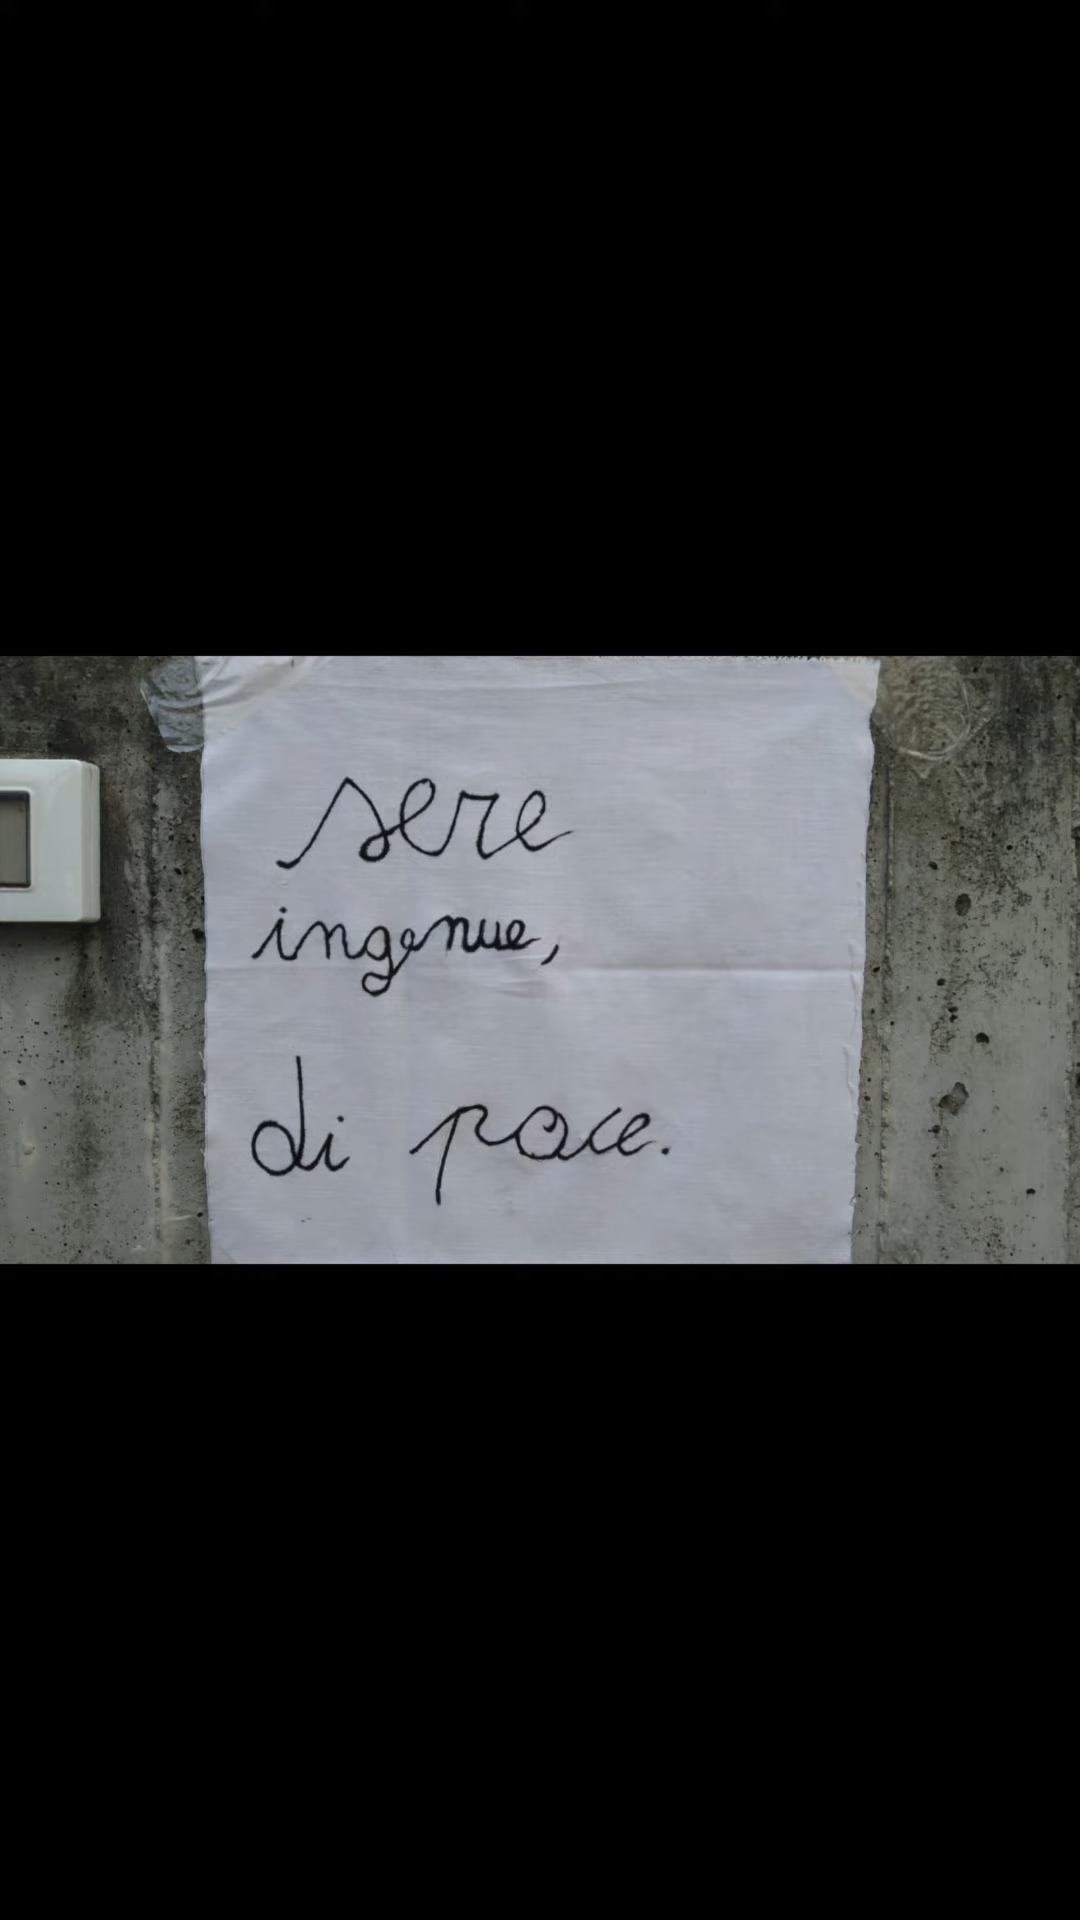 sere
ingenue,
di pace.